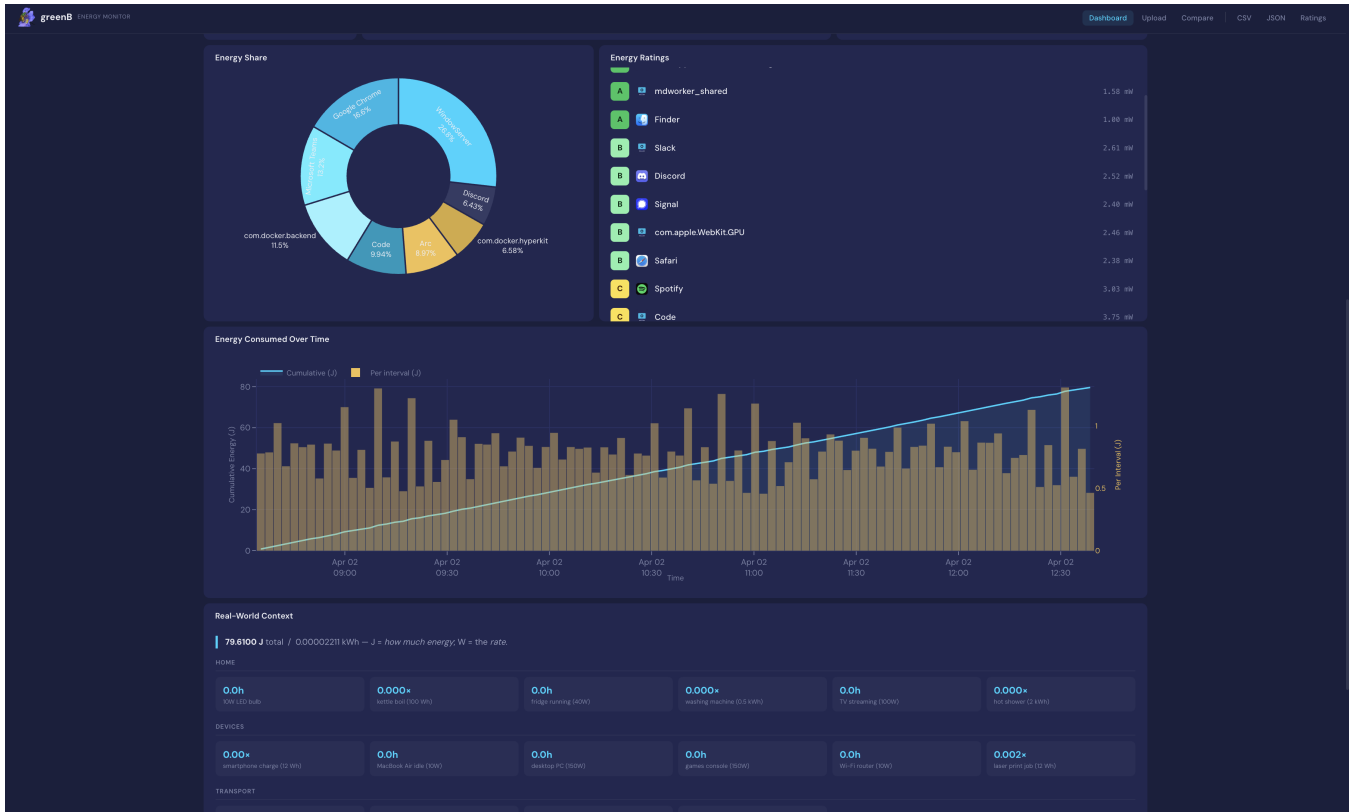 greenB ENERGY MONITOR
Dashboard Upload Compare CSV JSON Ratings
Energy Share
Google Chrome
16.6%
WindowServer
26.8%
Microsoft Teams
13.2%
Discord
6.43%
com.docker.backend
11.5%
Code
9.94%
Arc
8.97%
com.docker.hyperkit
6.58%
Energy Ratings
A mdworker_shared 1.58 mW
A Finder 1.00 mW
B Slack 2.61 mW
B Discord 2.52 mW
B Signal 2.40 mW
B com.apple.WebKit.GPU 2.46 mW
B Safari 2.38 mW
C Spotify 3.03 mW
C Code 3.75 mW
Energy Consumed Over Time
Cumulative (J) Per interval (J)
80
60
40
20
0
Cumulative Energy (J)
1
0.5
0
Per Interval (J)
Apr 02 Apr 02 Apr 02 Apr 02 Apr 02 Apr 02 Apr 02 Apr 02
09:00 09:30 10:00 10:30 11:00 11:30 12:00 12:30
Time
Real-World Context
79.6100 J total / 0.00002211 kWh — J = how much energy; W = the rate.
HOME
0.0h 0.000× 0.0h 0.000× 0.0h 0.000×
10W LED bulb kettle boil (100 Wh) fridge running (40W) washing machine (0.5 kWh) TV streaming (100W) hot shower (2 kWh)
DEVICES
0.00× 0.0h 0.0h 0.0h 0.0h 0.002×
smartphone charge (12 Wh) MacBook Air idle (10W) desktop PC (150W) games console (150W) Wi-Fi router (10W) laser print job (12 Wh)
TRANSPORT